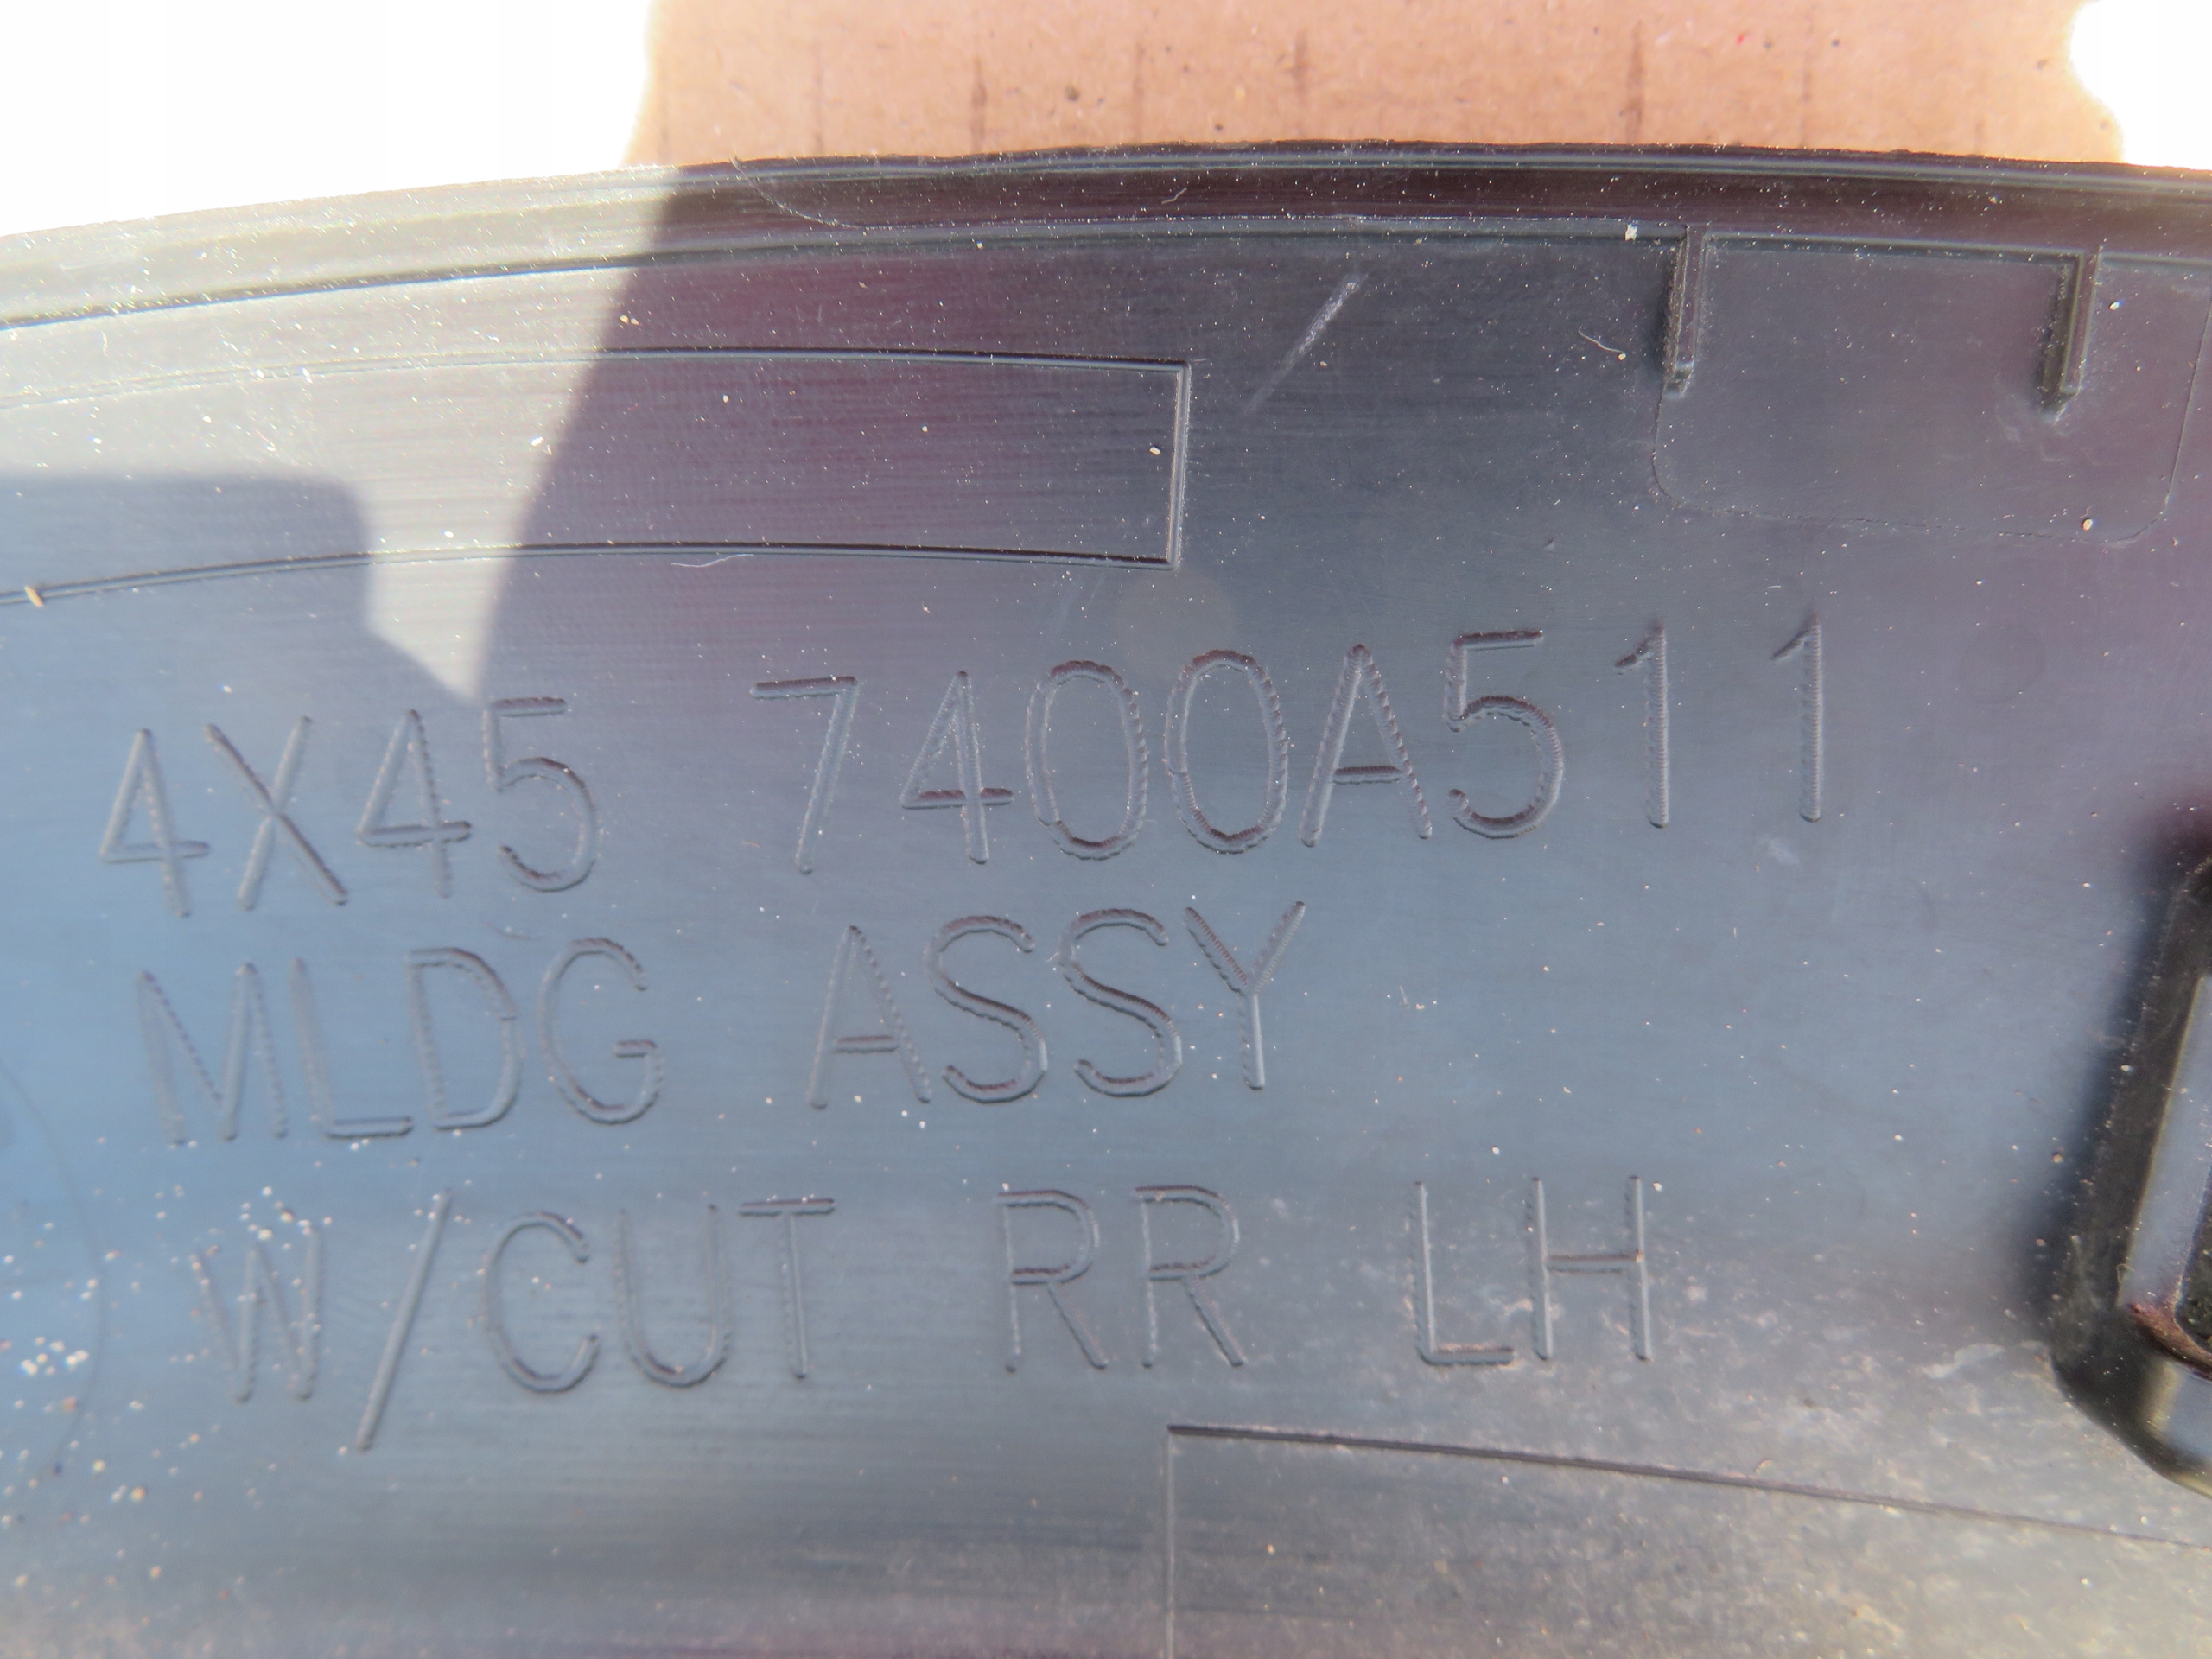 4X45 7400A511
MLDG ASSY
W/CUT RR LH